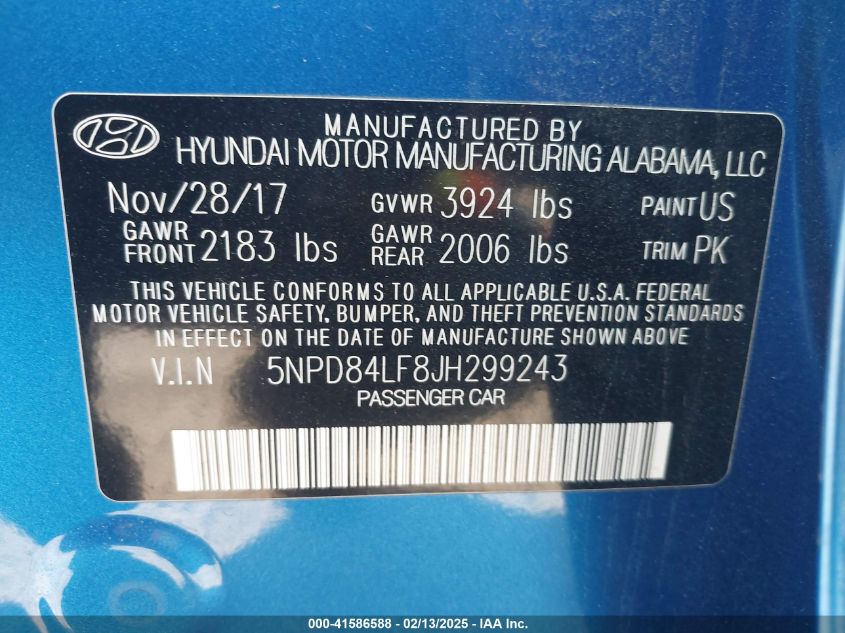 MANUFACTURED BY
HYUNDAI MOTOR MANUFACTURING ALABAMA, LLC
Nov/28/17 GVWR 3924 lbs PAINT US
GAWR FRONT 2183 lbs GAWR REAR 2006 lbs TRIM PK
THIS VEHICLE CONFORMS TO ALL APPLICABLE U.S.A. FEDERAL
MOTOR VEHICLE SAFETY, BUMPER, AND THEFT PREVENTION STANDARDS
IN EFFECT ON THE DATE OF MANUFACTURE SHOWN ABOVE
V.I.N 5NPD84LF8JH299243
PASSENGER CAR
000-41586588 - 02/13/2025 - IAA Inc.